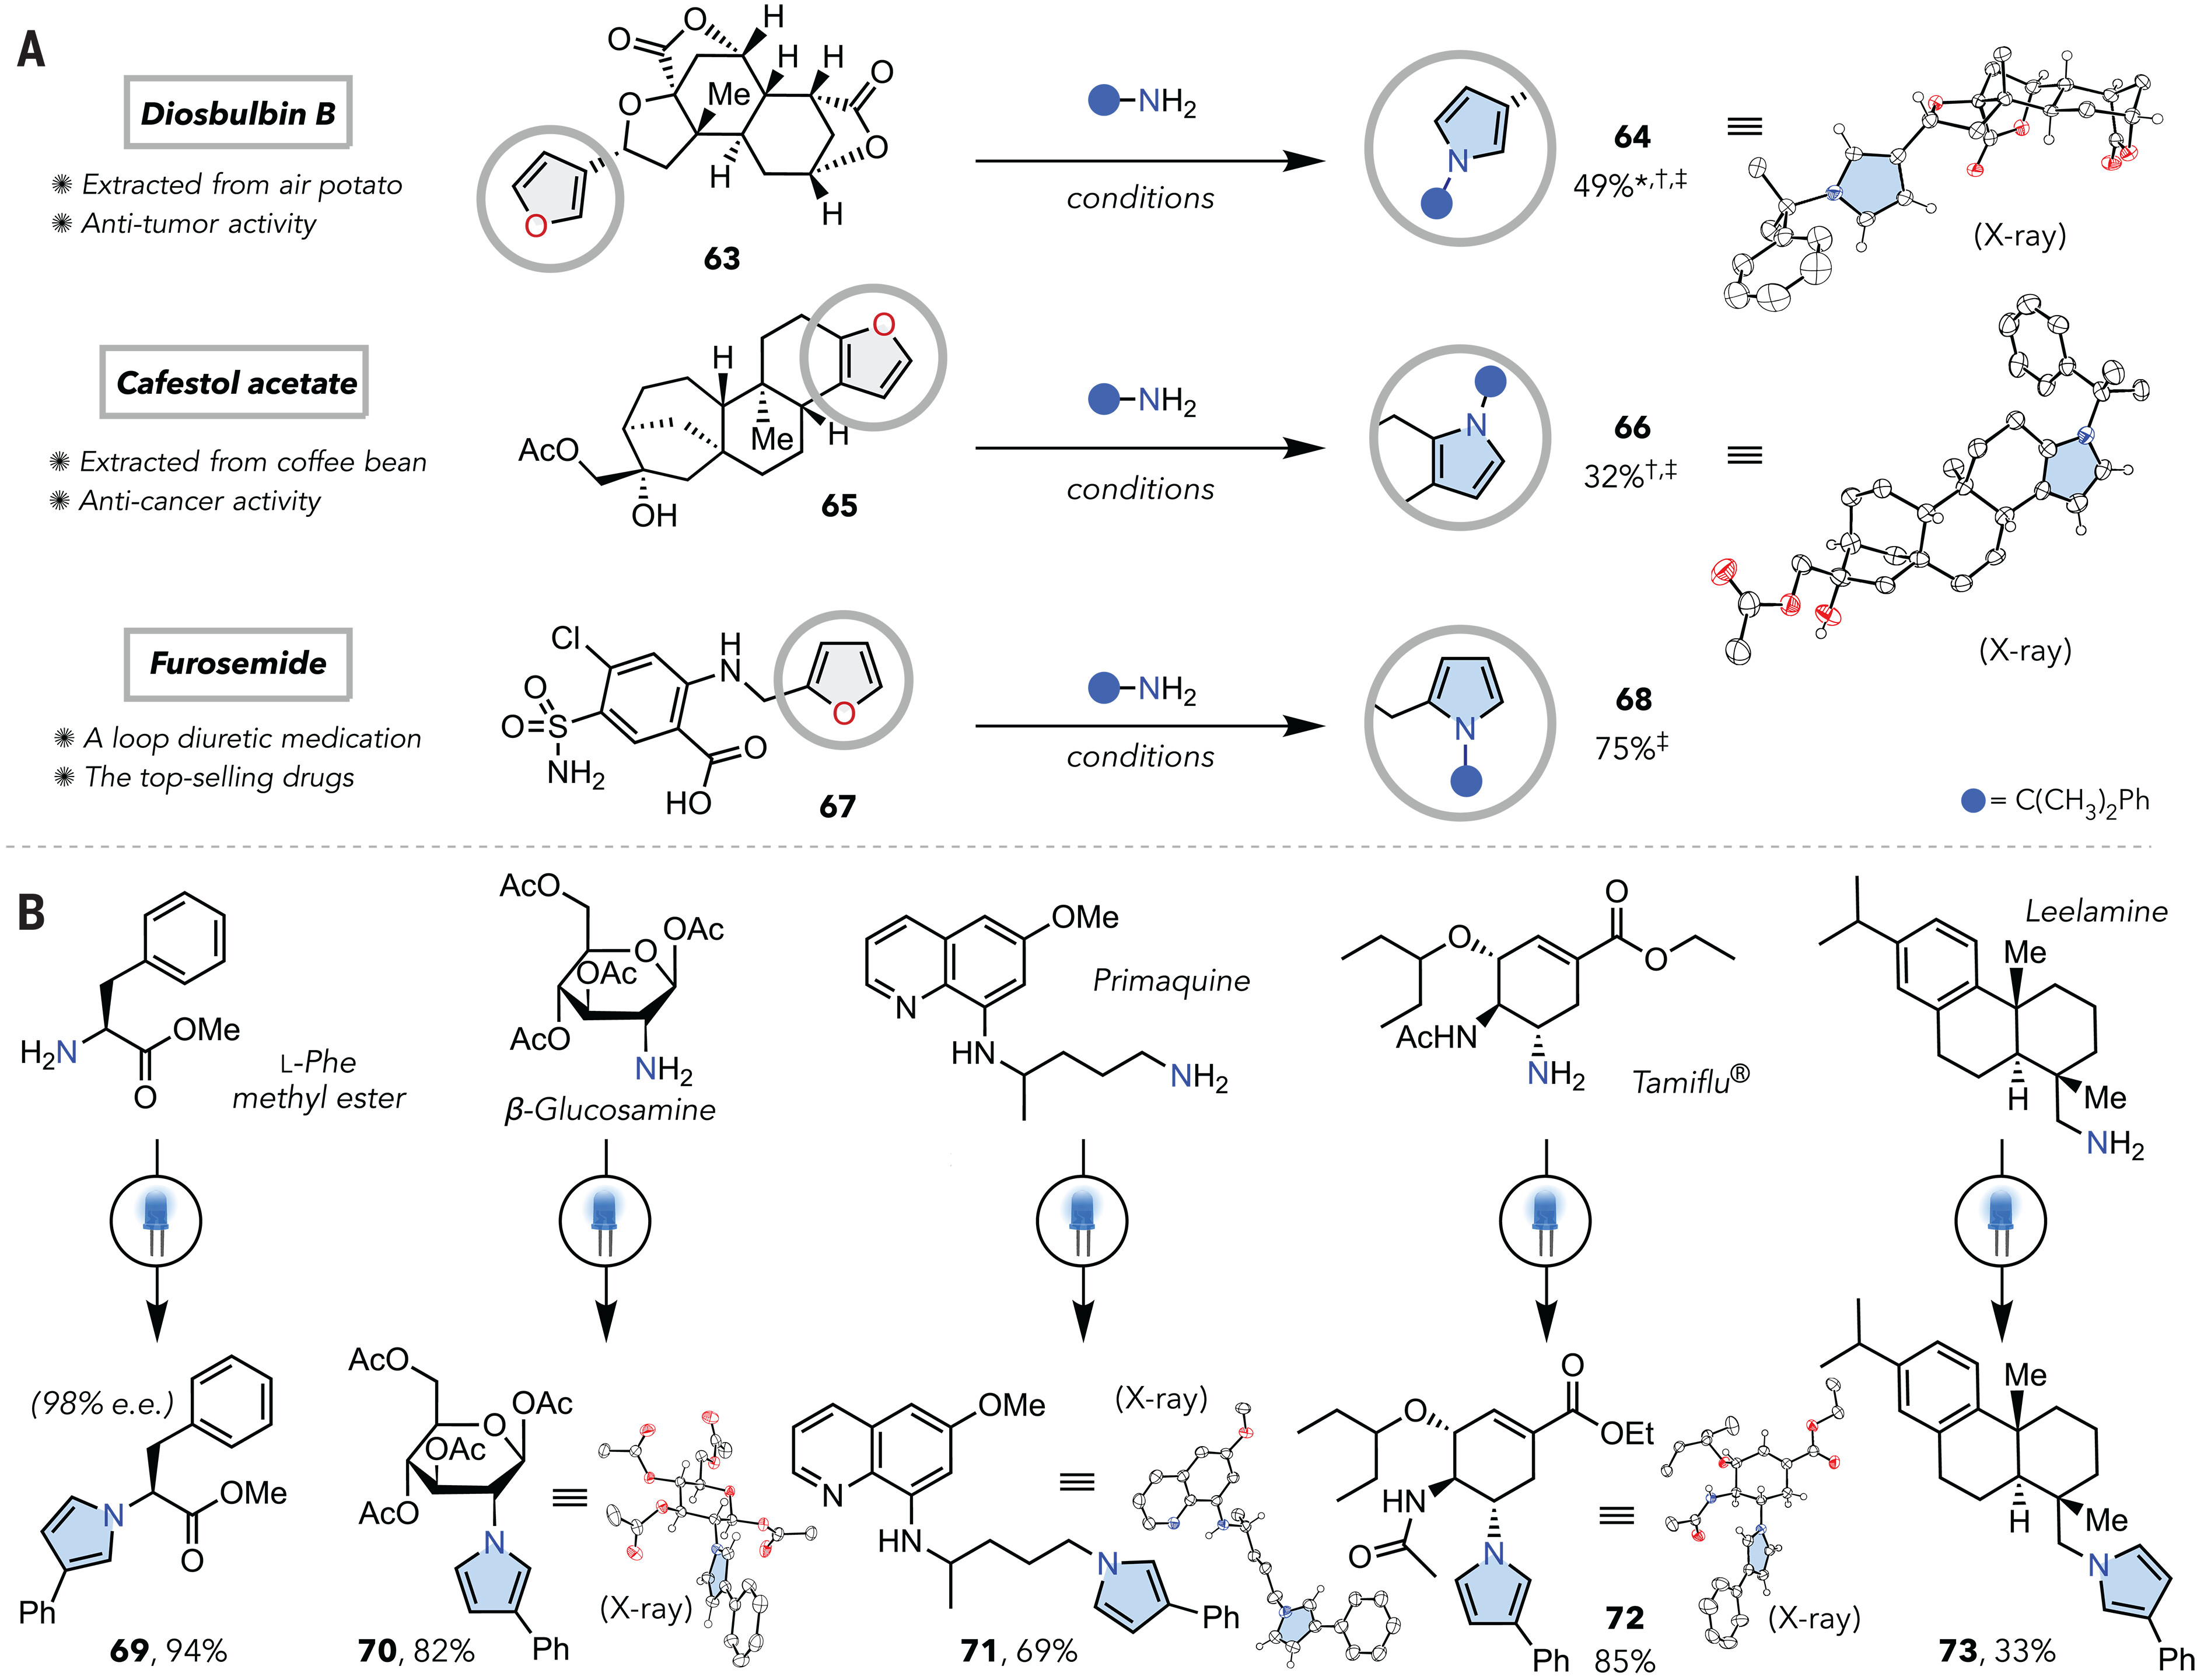 A
Diosbulbin B
✺ Extracted from air potato
✺ Anti-tumor activity
O
O
H
H
H
O
O
Me
O
H
H
O
63
NH2
conditions
N
64
49%*,†,‡
≡
(X-ray)
Cafestol acetate
✺ Extracted from coffee bean
✺ Anti-cancer activity
O
H
Me
H
AcO
OH
65
NH2
conditions
N
66
32%†,‡
≡
(X-ray)
Furosemide
✺ A loop diuretic medication
✺ The top-selling drugs
Cl
H
N
O
O
S
NH2
O
HO
O
67
NH2
conditions
N
68
75%‡
= C(CH3)2Ph
B
H2N
OMe
O
L-Phe
methyl ester
AcO
O
OAc
OAc
AcO
NH2
β-Glucosamine
OMe
N
HN
NH2
Primaquine
O
O
O
AcHN
NH2
Tamiflu®
Leelamine
Me
H
Me
NH2
(98% e.e.)
N
OMe
O
Ph
69, 94%
AcO
O
OAc
OAc
AcO
N
Ph
≡
(X-ray)
70, 82%
OMe
N
HN
N
Ph
≡
(X-ray)
71, 69%
O
O
OEt
HN
O
N
Ph
≡
(X-ray)
72
85%
Me
H
Me
N
Ph
73, 33%